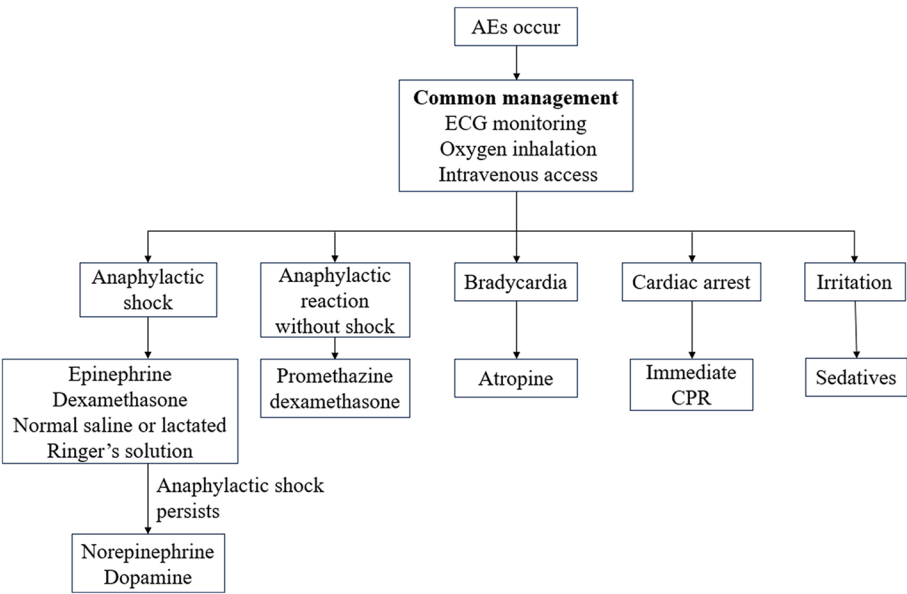 AEs occur
Common management
ECG monitoring
Oxygen inhalation
Intravenous access
Anaphylactic
shock
Anaphylactic
reaction
without shock
Bradycardia
Cardiac arrest
Irritation
Epinephrine
Dexamethasone
Normal saline or lactated
Ringer’s solution
Promethazine
dexamethasone
Atropine
Immediate
CPR
Sedatives
Anaphylactic shock
persists
Norepinephrine
Dopamine